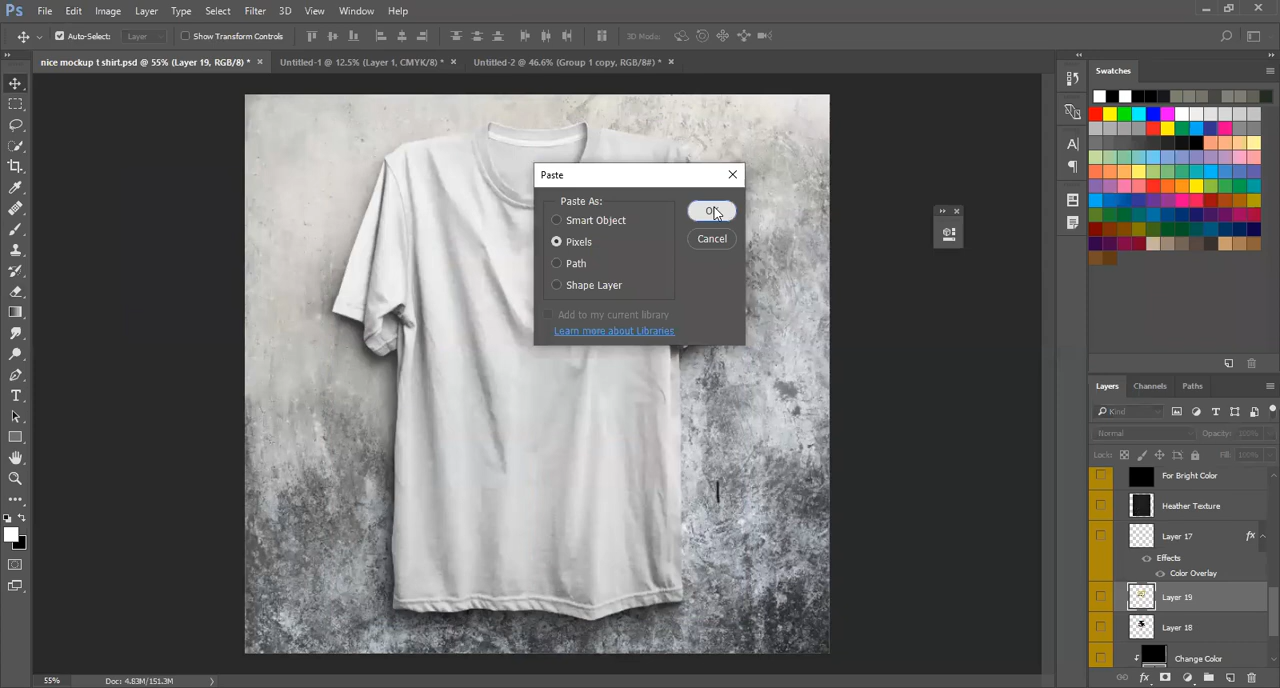 Ps File Edit Image Layer Type Select Filter 3D View Window Help
Auto-Select: Layer Show Transform Controls 3D Mode:
nice mockup t shirt.psd @ 55% (Layer 19, RGB/8) * × Untitled-1 @ 12.5% (Layer 1, CMYK/8) * × Untitled-2 @ 46.6% (Group 1 copy, RGB/8#) * ×
Swatches
Paste
Paste As:
Smart Object
Pixels
Path
Shape Layer
Cancel
Add to my current library
Learn more about Libraries
Layers Channels Paths
Kind
Normal Opacity: 100%
Lock: Fill: 100%
For Bright Color
Heather Texture
Layer 17 fx
Effects
Color Overlay
Layer 19
Layer 18
Change Color
fx
55% Doc: 4.83M/151.3M